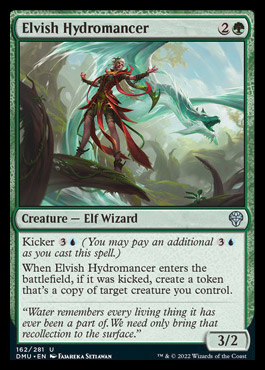 Elvish Hydromancer 2
Creature — Elf Wizard
Kicker 3 (You may pay an additional 3
as you cast this spell.)
When Elvish Hydromancer enters the
battlefield, if it was kicked, create a token
that's a copy of target creature you control.
"Water remembers every living thing it has
ever been a part of. We need only bring that
recollection to the surface."
3/2
162/281 U
DMU • EN Fajareka Setiawan
™ & © 2022 Wizards of the Coast